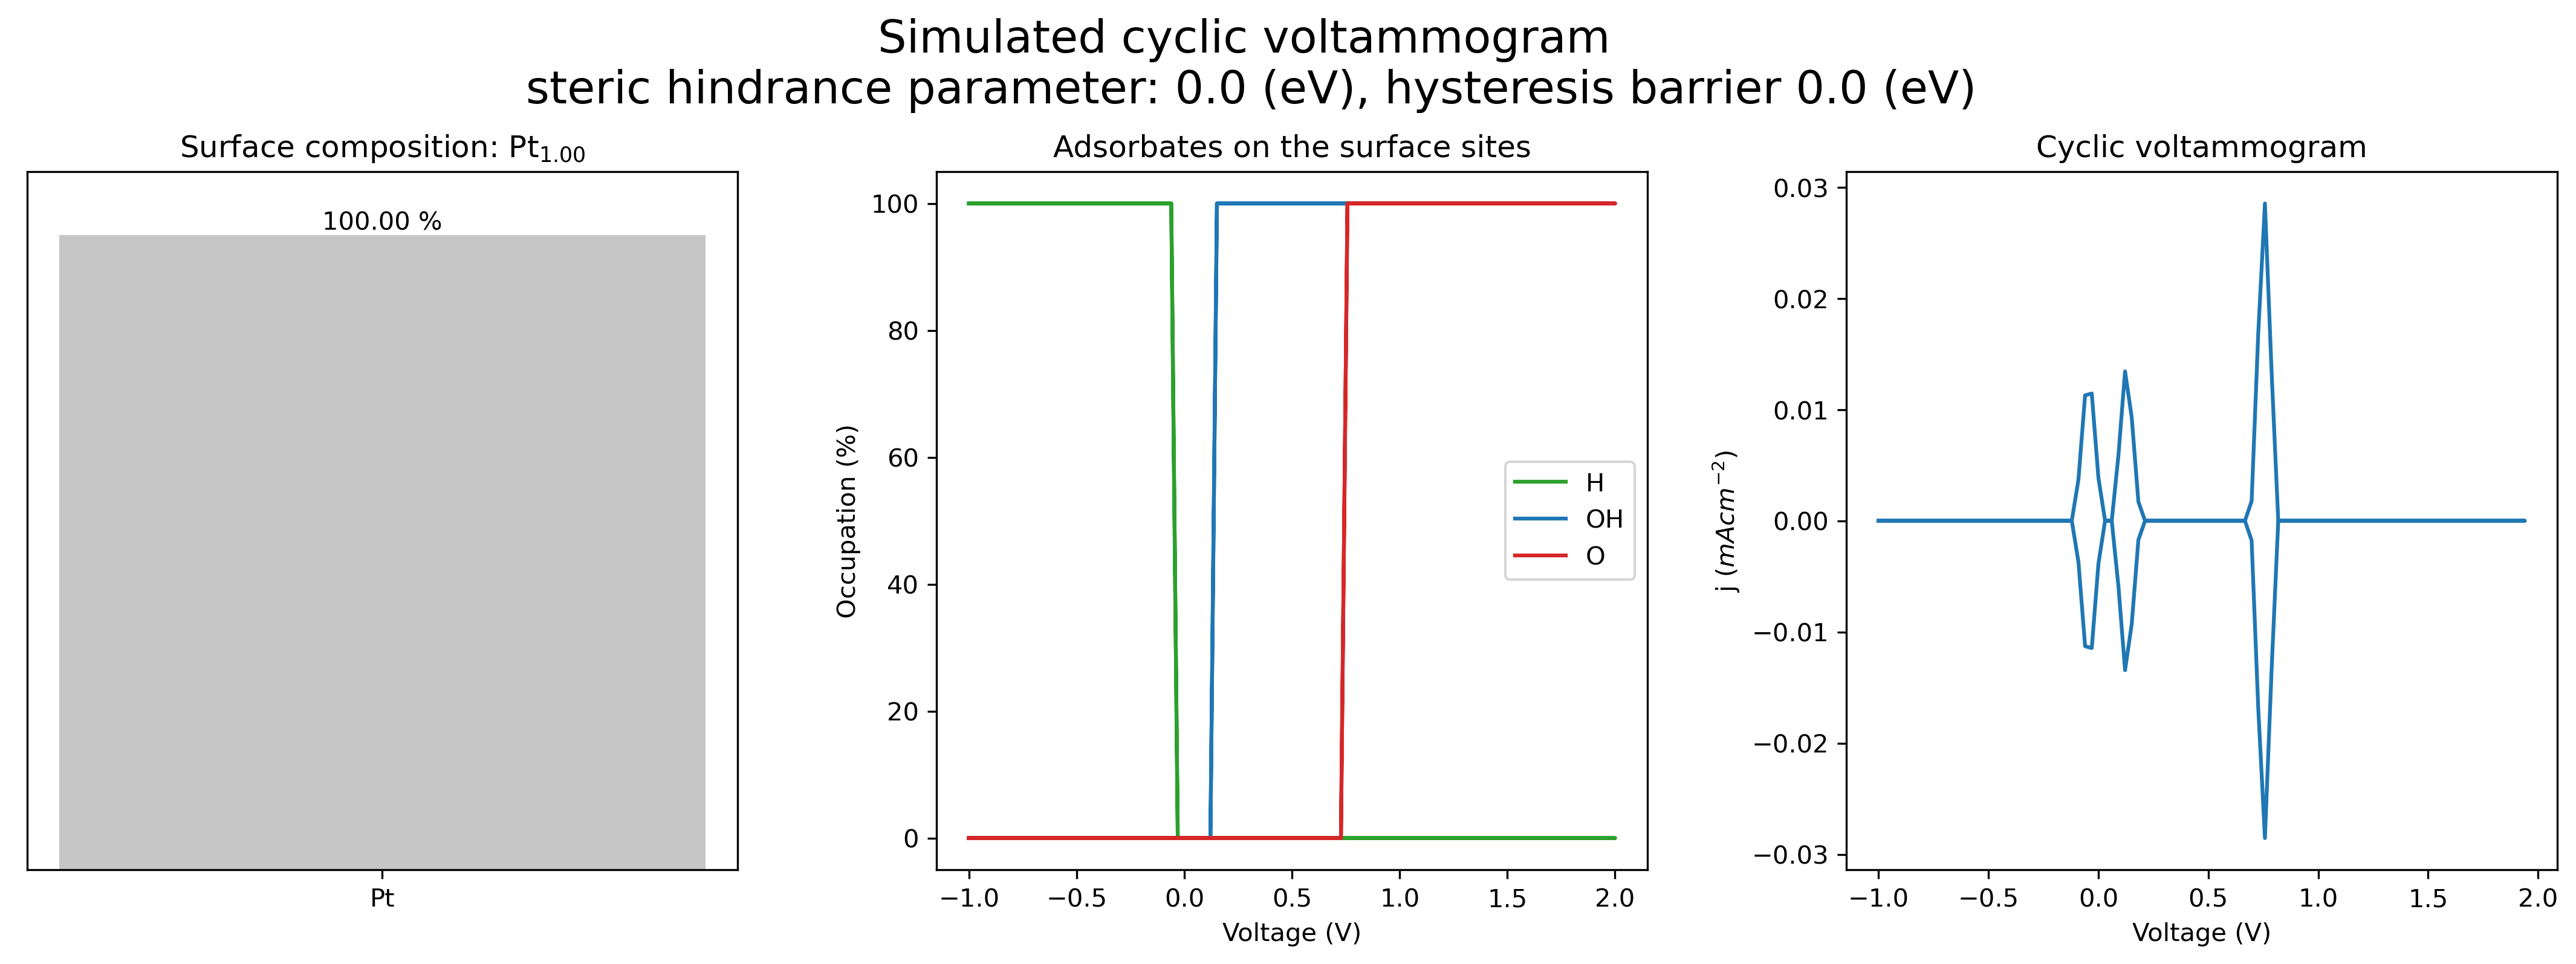 Simulated cyclic voltammogram
steric hindrance parameter: 0.0 (eV), hysteresis barrier 0.0 (eV)
Surface composition: Pt1.00
100.00 %
Pt
Adsorbates on the surface sites
Occupation (%)
100
80
60
40
20
0
H
OH
O
−1.0 −0.5 0.0 0.5 1.0 1.5 2.0
Voltage (V)
Cyclic voltammogram
j (mAcm−2)
0.03
0.02
0.01
0.00
−0.01
−0.02
−0.03
−1.0 −0.5 0.0 0.5 1.0 1.5 2.0
Voltage (V)